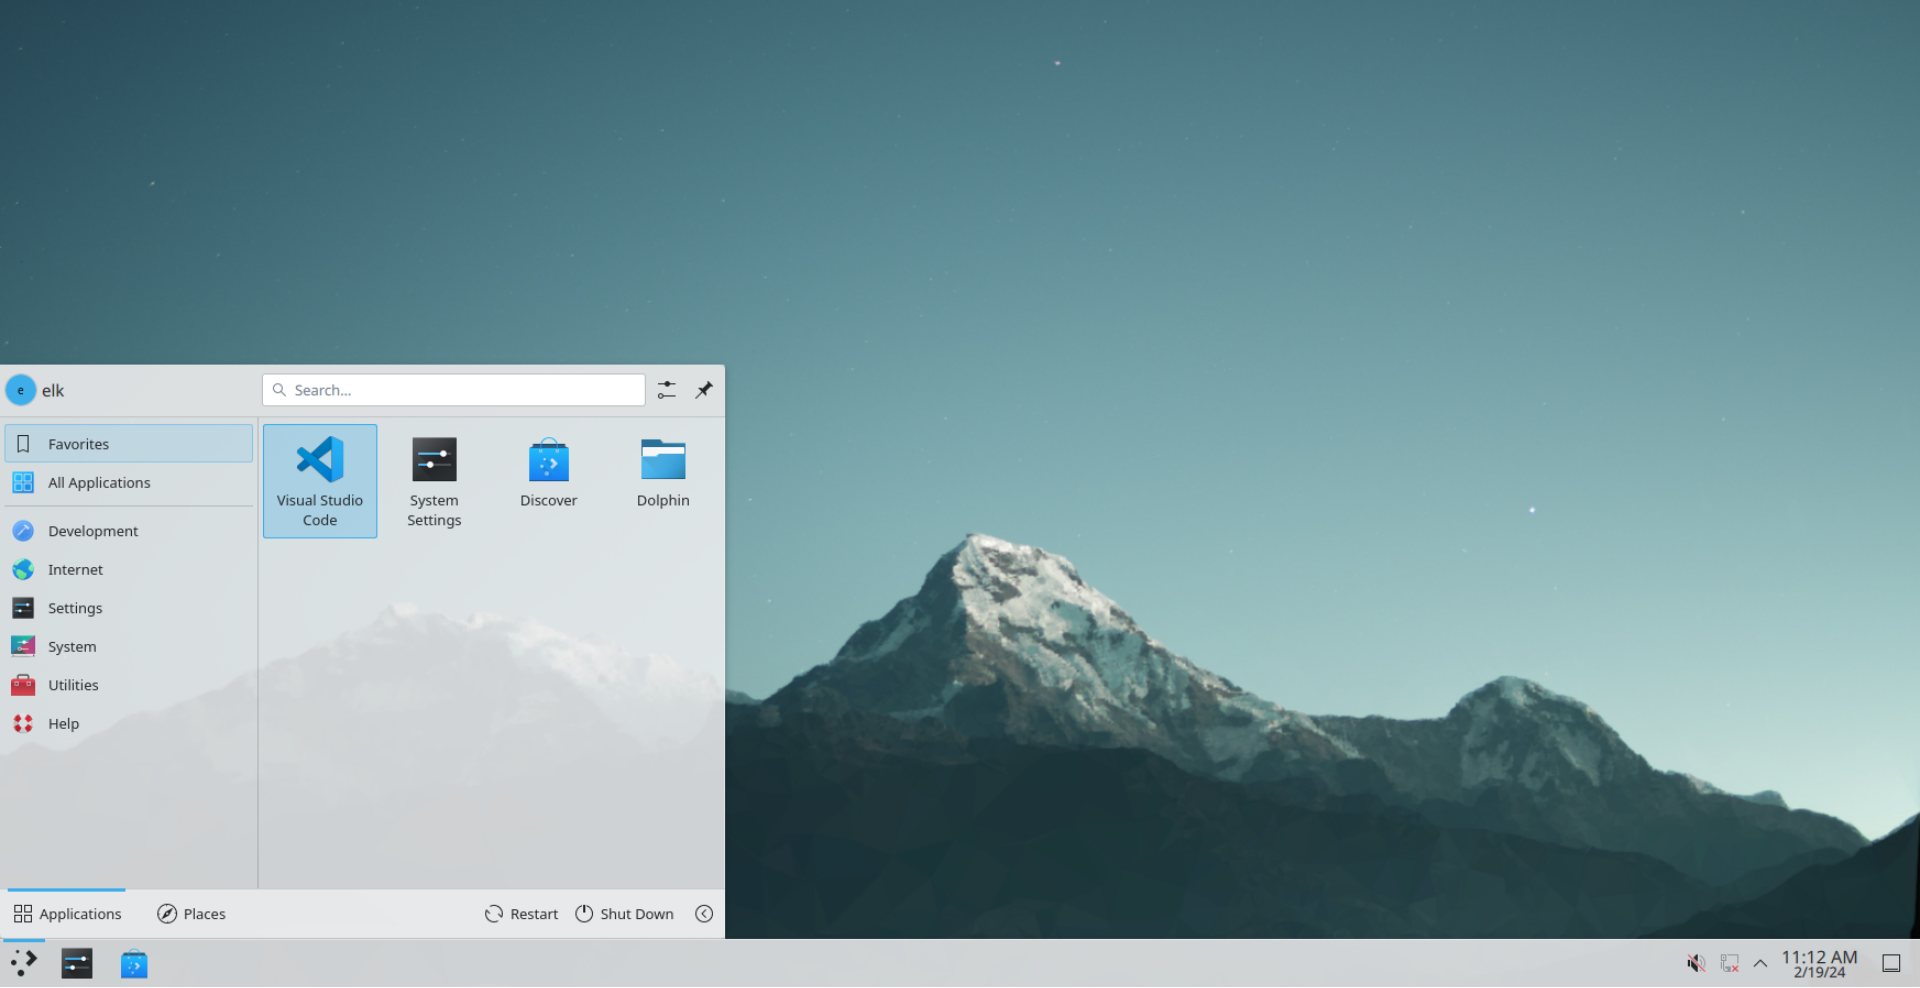 e
elk
Search...
Favorites
All Applications
Development
Internet
Settings
System
Utilities
Help
Visual Studio
Code
System
Settings
Discover
Dolphin
Applications
Places
Restart
Shut Down
11:12 AM
2/19/24